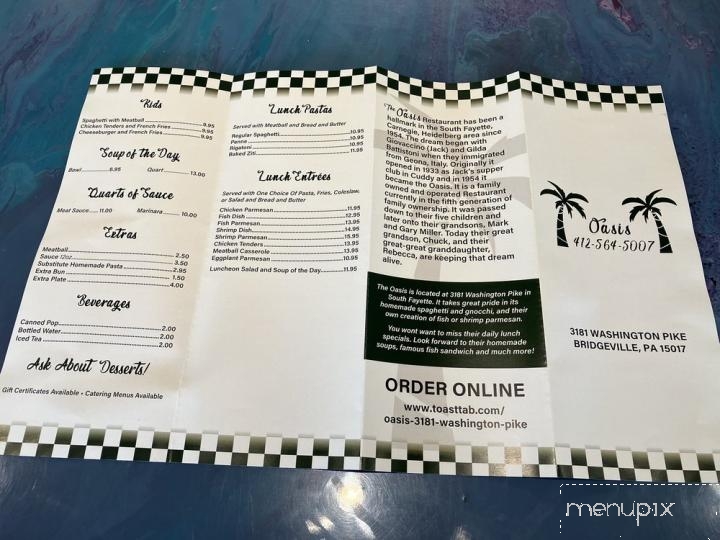 Kids
Spaghetti with Meatball 9.95
Chicken Tenders and French Fries 9.95
Cheeseburger and French Fries 9.95
Soup of the Day
Bowl 6.95 Quart 13.00
Quarts of Sauce
Meat Sauce 11.00 Marinara 10.00
Extras
Meatball 2.50
Sauce 12oz 3.50
Substitute Homemade Pasta 2.95
Extra Bun 1.50
Extra Plate 4.00
Beverages
Canned Pop 2.00
Bottled Water 2.00
Iced Tea 2.00
Ask About Desserts!
Gift Certificates Available • Catering Menus Available
Lunch Pastas
Served with Meatball and Bread and Butter
Regular Spaghetti 10.95
Penne 10.95
Rigatoni 10.95
Baked Ziti 11.95
Lunch Entrées
Served with One Choice Of Pasta, Fries, Coleslaw,
or Salad and Bread and Butter
Chicken Parmesan 11.95
Fish Dish 12.95
Fish Parmesan 13.95
Shrimp Dish 14.95
Shrimp Parmesan 15.95
Chicken Tenders 13.95
Meatball Casserole 13.95
Eggplant Parmesan 10.95
Luncheon Salad and Soup of the Day 11.95
The Oasis Restaurant has been a
hallmark in the South Fayette,
Carnegie, Heidelberg area since
1954. The dream began with
Giovaccino (Jack) and Gilda
Battistoni when they immigrated
from Geona, Italy. Originally it
opened in 1933 as Jack's supper
club in Cuddy and in 1954 it
became the Oasis. It is a family
owned and operated Restaurant
currently in the fifth generation of
family ownership. It was passed
down to their five children and
later onto their grandsons, Mark
and Gary Miller. Today their great
grandson, Chuck, and their
great-great granddaughter,
Rebecca, are keeping that dream
alive.
The Oasis is located at 3181 Washington Pike in
South Fayette. It takes great pride in its
homemade spaghetti and gnocchi, and their
own creation of fish or shrimp parmesan.
You wont want to miss their daily lunch
specials. Look forward to their homemade
soups, famous fish sandwich and much more!
ORDER ONLINE
www.toasttab.com/
oasis-3181-washington-pike
Oasis
412-564-5007
3181 WASHINGTON PIKE
BRIDGEVILLE, PA 15017
menupix